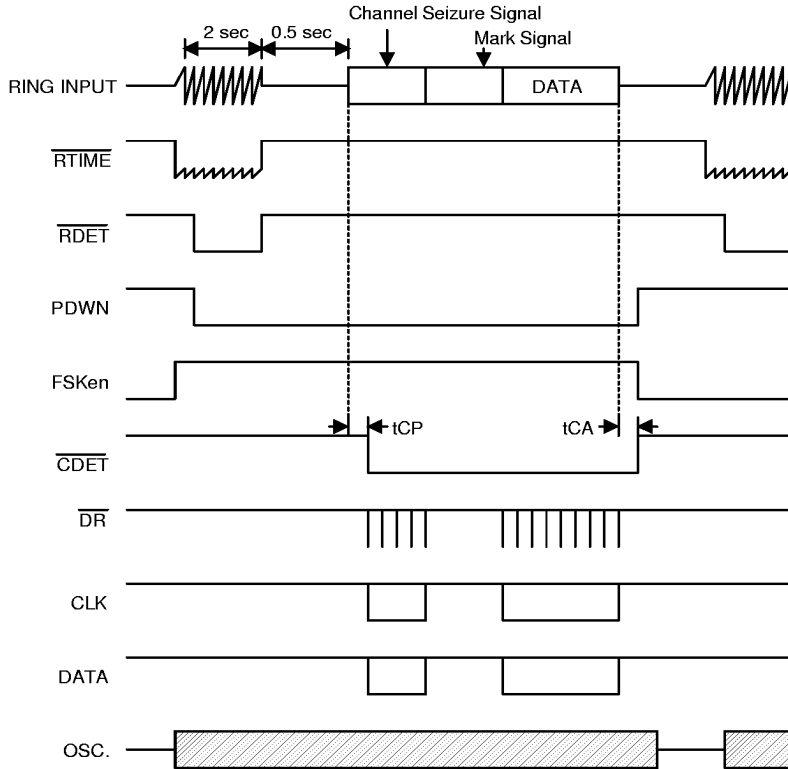 Channel Seizure Signal
2 sec 0.5 sec Mark Signal
RING INPUT DATA
RTIME
RDET
PDWN
FSKen
tCP tCA
CDET
DR
CLK
DATA
OSC.